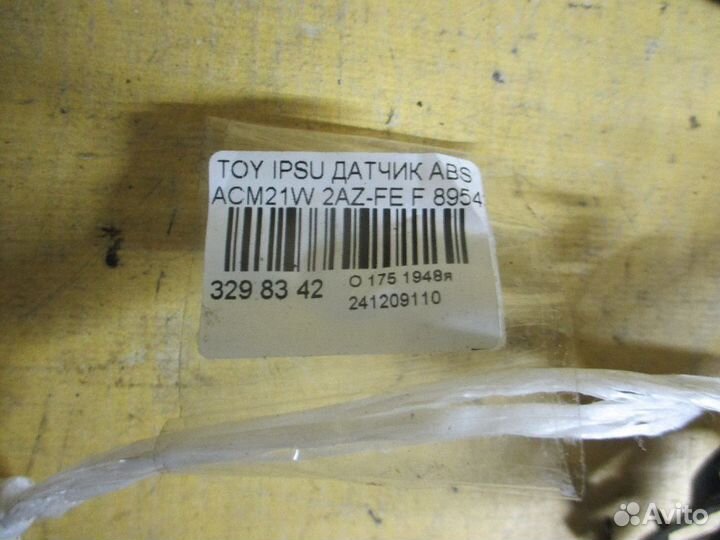 TOY IPSU ДАТЧИК ABS
ACM21W 2AZ-FE F 8954
329 83 42
O 175 1948я
241209110
Avito